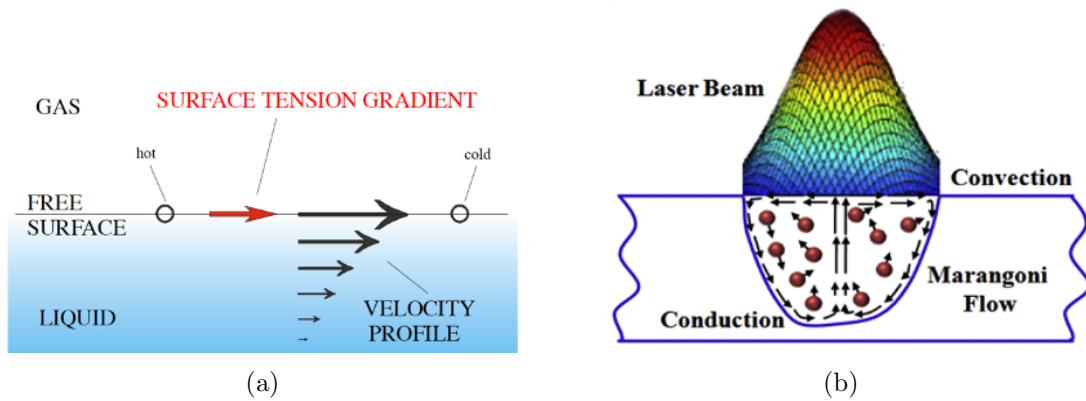 GAS
SURFACE TENSION GRADIENT
hot
cold
FREE
SURFACE
LIQUID
VELOCITY
PROFILE
(a)
Laser Beam
Convection
Marangoni
Flow
Conduction
(b)